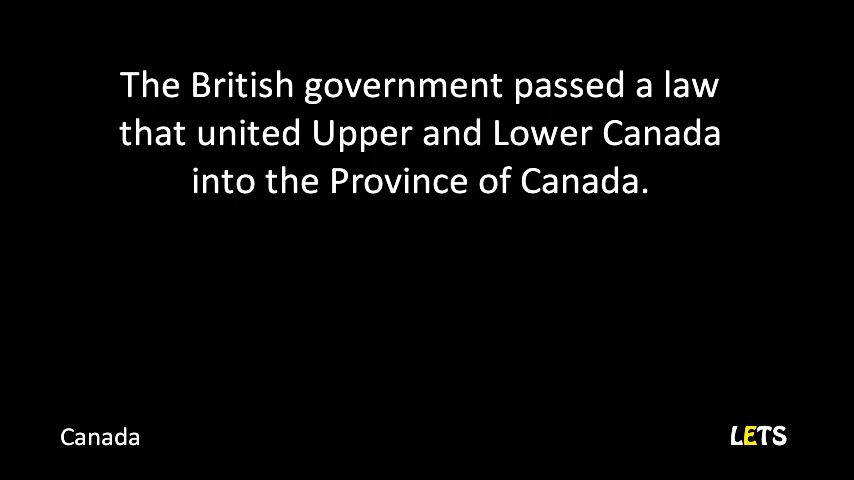 The British government passed a law
that united Upper and Lower Canada
into the Province of Canada.
Canada
LETS